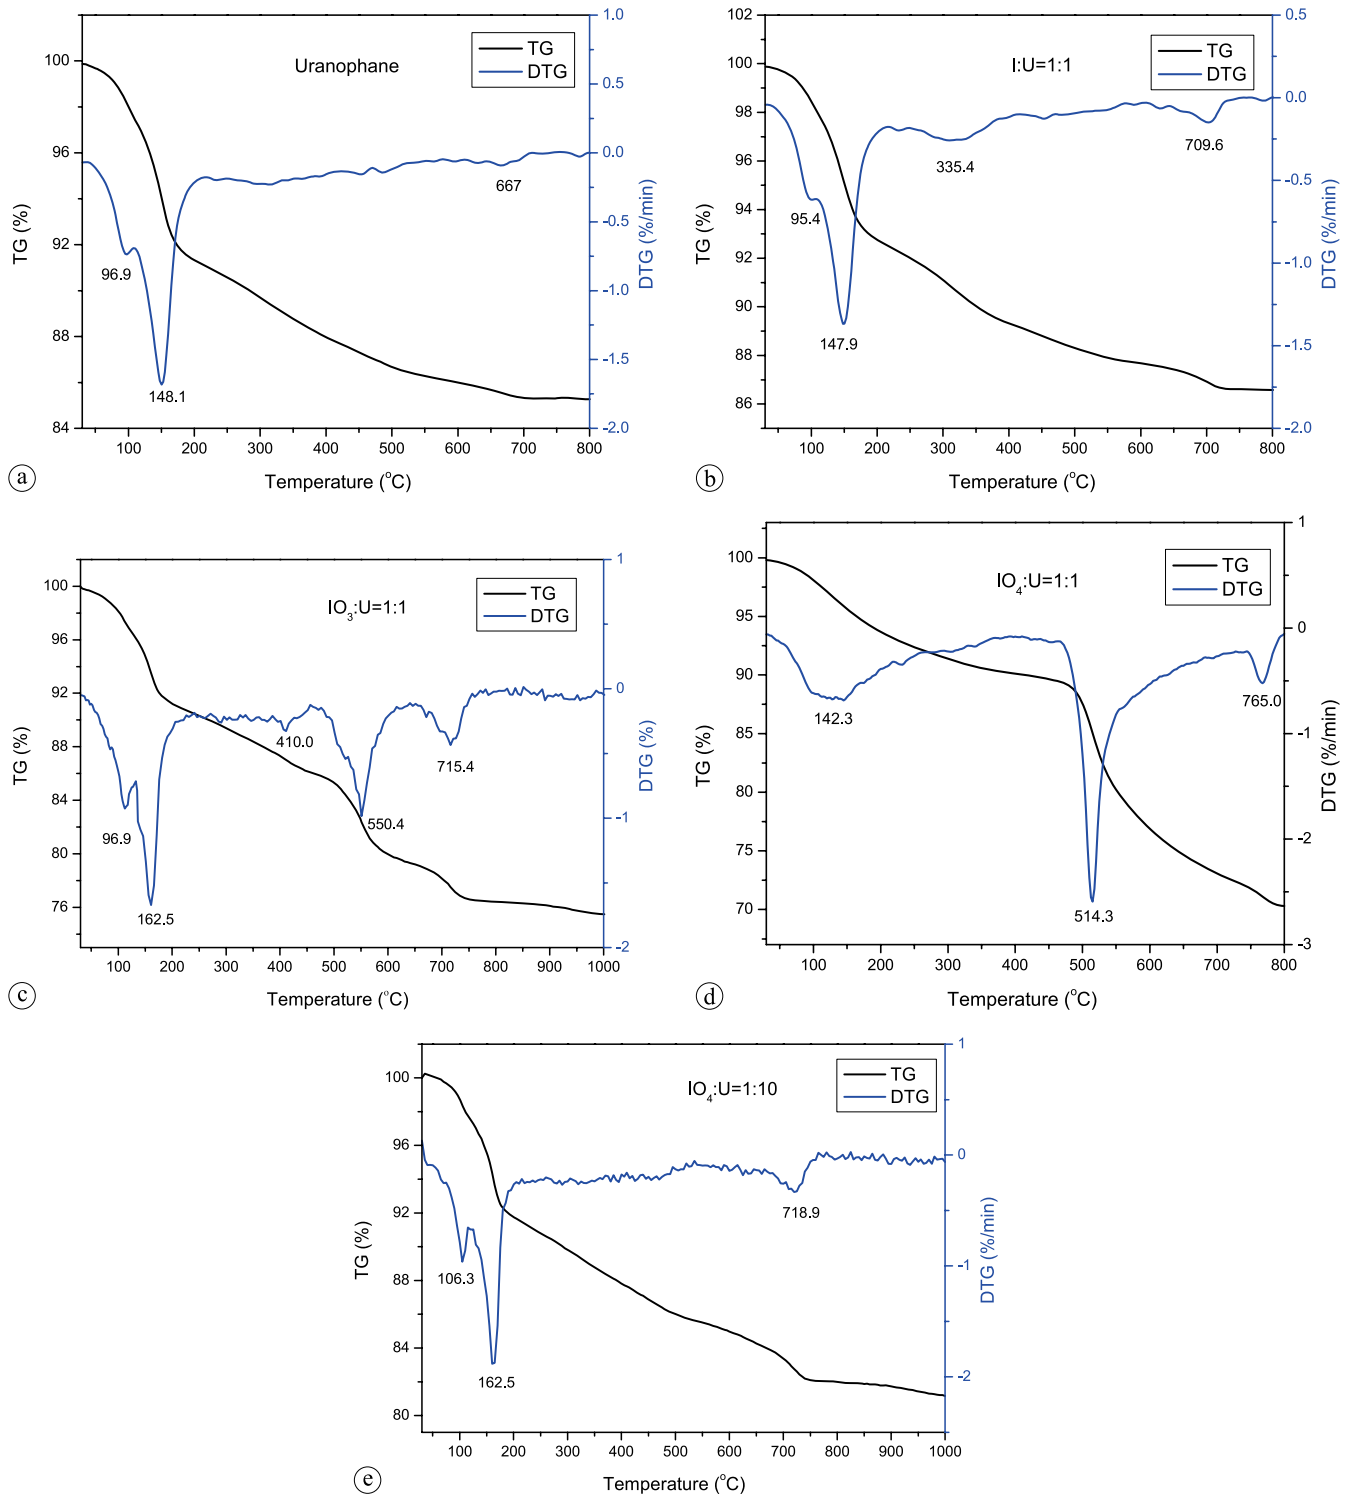 Uranophane
TG
DTG
TG (%)
100
96
92
88
84
1.0
0.5
0.0
-0.5
-1.0
-1.5
-2.0
DTG (%/min)
96.9
148.1
667
100 200 300 400 500 600 700 800
Temperature (°C)
a
I:U=1:1
TG
DTG
TG (%)
102
100
98
96
94
92
90
88
86
0.5
0.0
-0.5
-1.0
-1.5
-2.0
DTG (%/min)
95.4
147.9
335.4
709.6
100 200 300 400 500 600 700 800
Temperature (°C)
b
IO₃:U=1:1
TG
DTG
TG (%)
100
96
92
88
84
80
76
1
0
-1
-2
DTG (%)
96.9
162.5
410.0
550.4
715.4
100 200 300 400 500 600 700 800 900 1000
Temperature (°C)
c
IO₄:U=1:1
TG
DTG
TG (%)
100
95
90
85
80
75
70
1
0
-1
-2
-3
DTG (%/min)
142.3
514.3
765.0
100 200 300 400 500 600 700 800
Temperature (°C)
d
IO₄:U=1:10
TG
DTG
TG (%)
100
96
92
88
84
80
1
0
-1
-2
DTG (%/min)
106.3
162.5
718.9
100 200 300 400 500 600 700 800 900 1000
Temperature (°C)
e